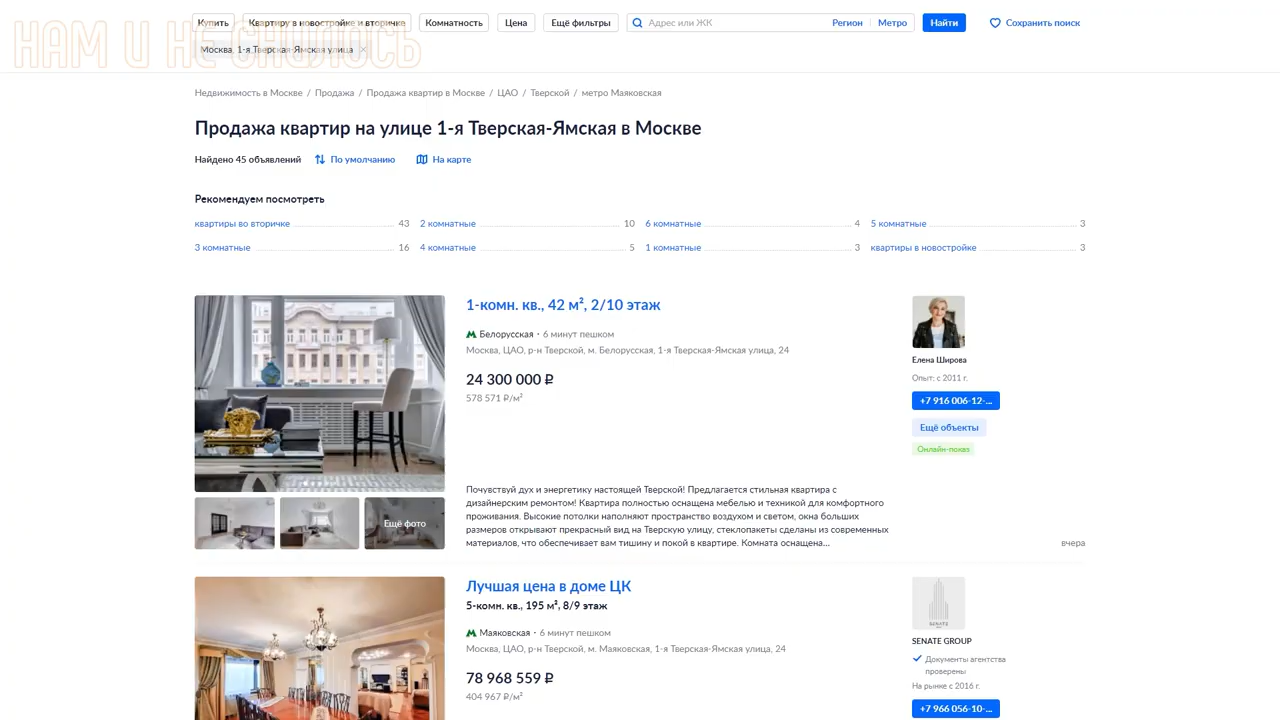 НАМ И НЕ СНИЛОСЬ
Купить
Квартиру в новостройке и вторичке
Комнатность
Цена
Ещё фильтры
Адрес или ЖК
Регион
Метро
Найти
Сохранить поиск
Москва, 1-я Тверская-Ямская улица ×
Недвижимость в Москве / Продажа / Продажа квартир в Москве / ЦАО / Тверской / метро Маяковская
Продажа квартир на улице 1-я Тверская-Ямская в Москве
Найдено 45 объявлений
По умолчанию
На карте
Рекомендуем посмотреть
квартиры во вторичке 43
2 комнатные 10
6 комнатные 4
5 комнатные 3
3 комнатные 16
4 комнатные 5
1 комнатные 3
квартиры в новостройке 3
1-комн. кв., 42 м², 2/10 этаж
Белорусская · 6 минут пешком
Москва, ЦАО, р-н Тверской, м. Белорусская, 1-я Тверская-Ямская улица, 24
24 300 000 ₽
578 571 ₽/м²
Елена Широва
Опыт: с 2011 г.
+7 916 006-12-...
Ещё объекты
Онлайн-показ
Ещё фото
Почувствуй дух и энергетику настоящей Тверской! Предлагается стильная квартира с
дизайнерским ремонтом! Квартира полностью оснащена мебелью и техникой для комфортного
проживания. Высокие потолки наполняют пространство воздухом и светом, окна больших
размеров открывают прекрасный вид на Тверскую улицу, стеклопакеты сделаны из современных
материалов, что обеспечивает вам тишину и покой в квартире. Комната оснащена...
вчера
Лучшая цена в доме ЦК
5-комн. кв., 195 м², 8/9 этаж
Маяковская · 6 минут пешком
Москва, ЦАО, р-н Тверской, м. Маяковская, 1-я Тверская-Ямская улица, 24
78 968 559 ₽
404 967 ₽/м²
SENATE
SENATE GROUP
Документы агентства
проверены
На рынке с 2016 г.
+7 966 056-10-...